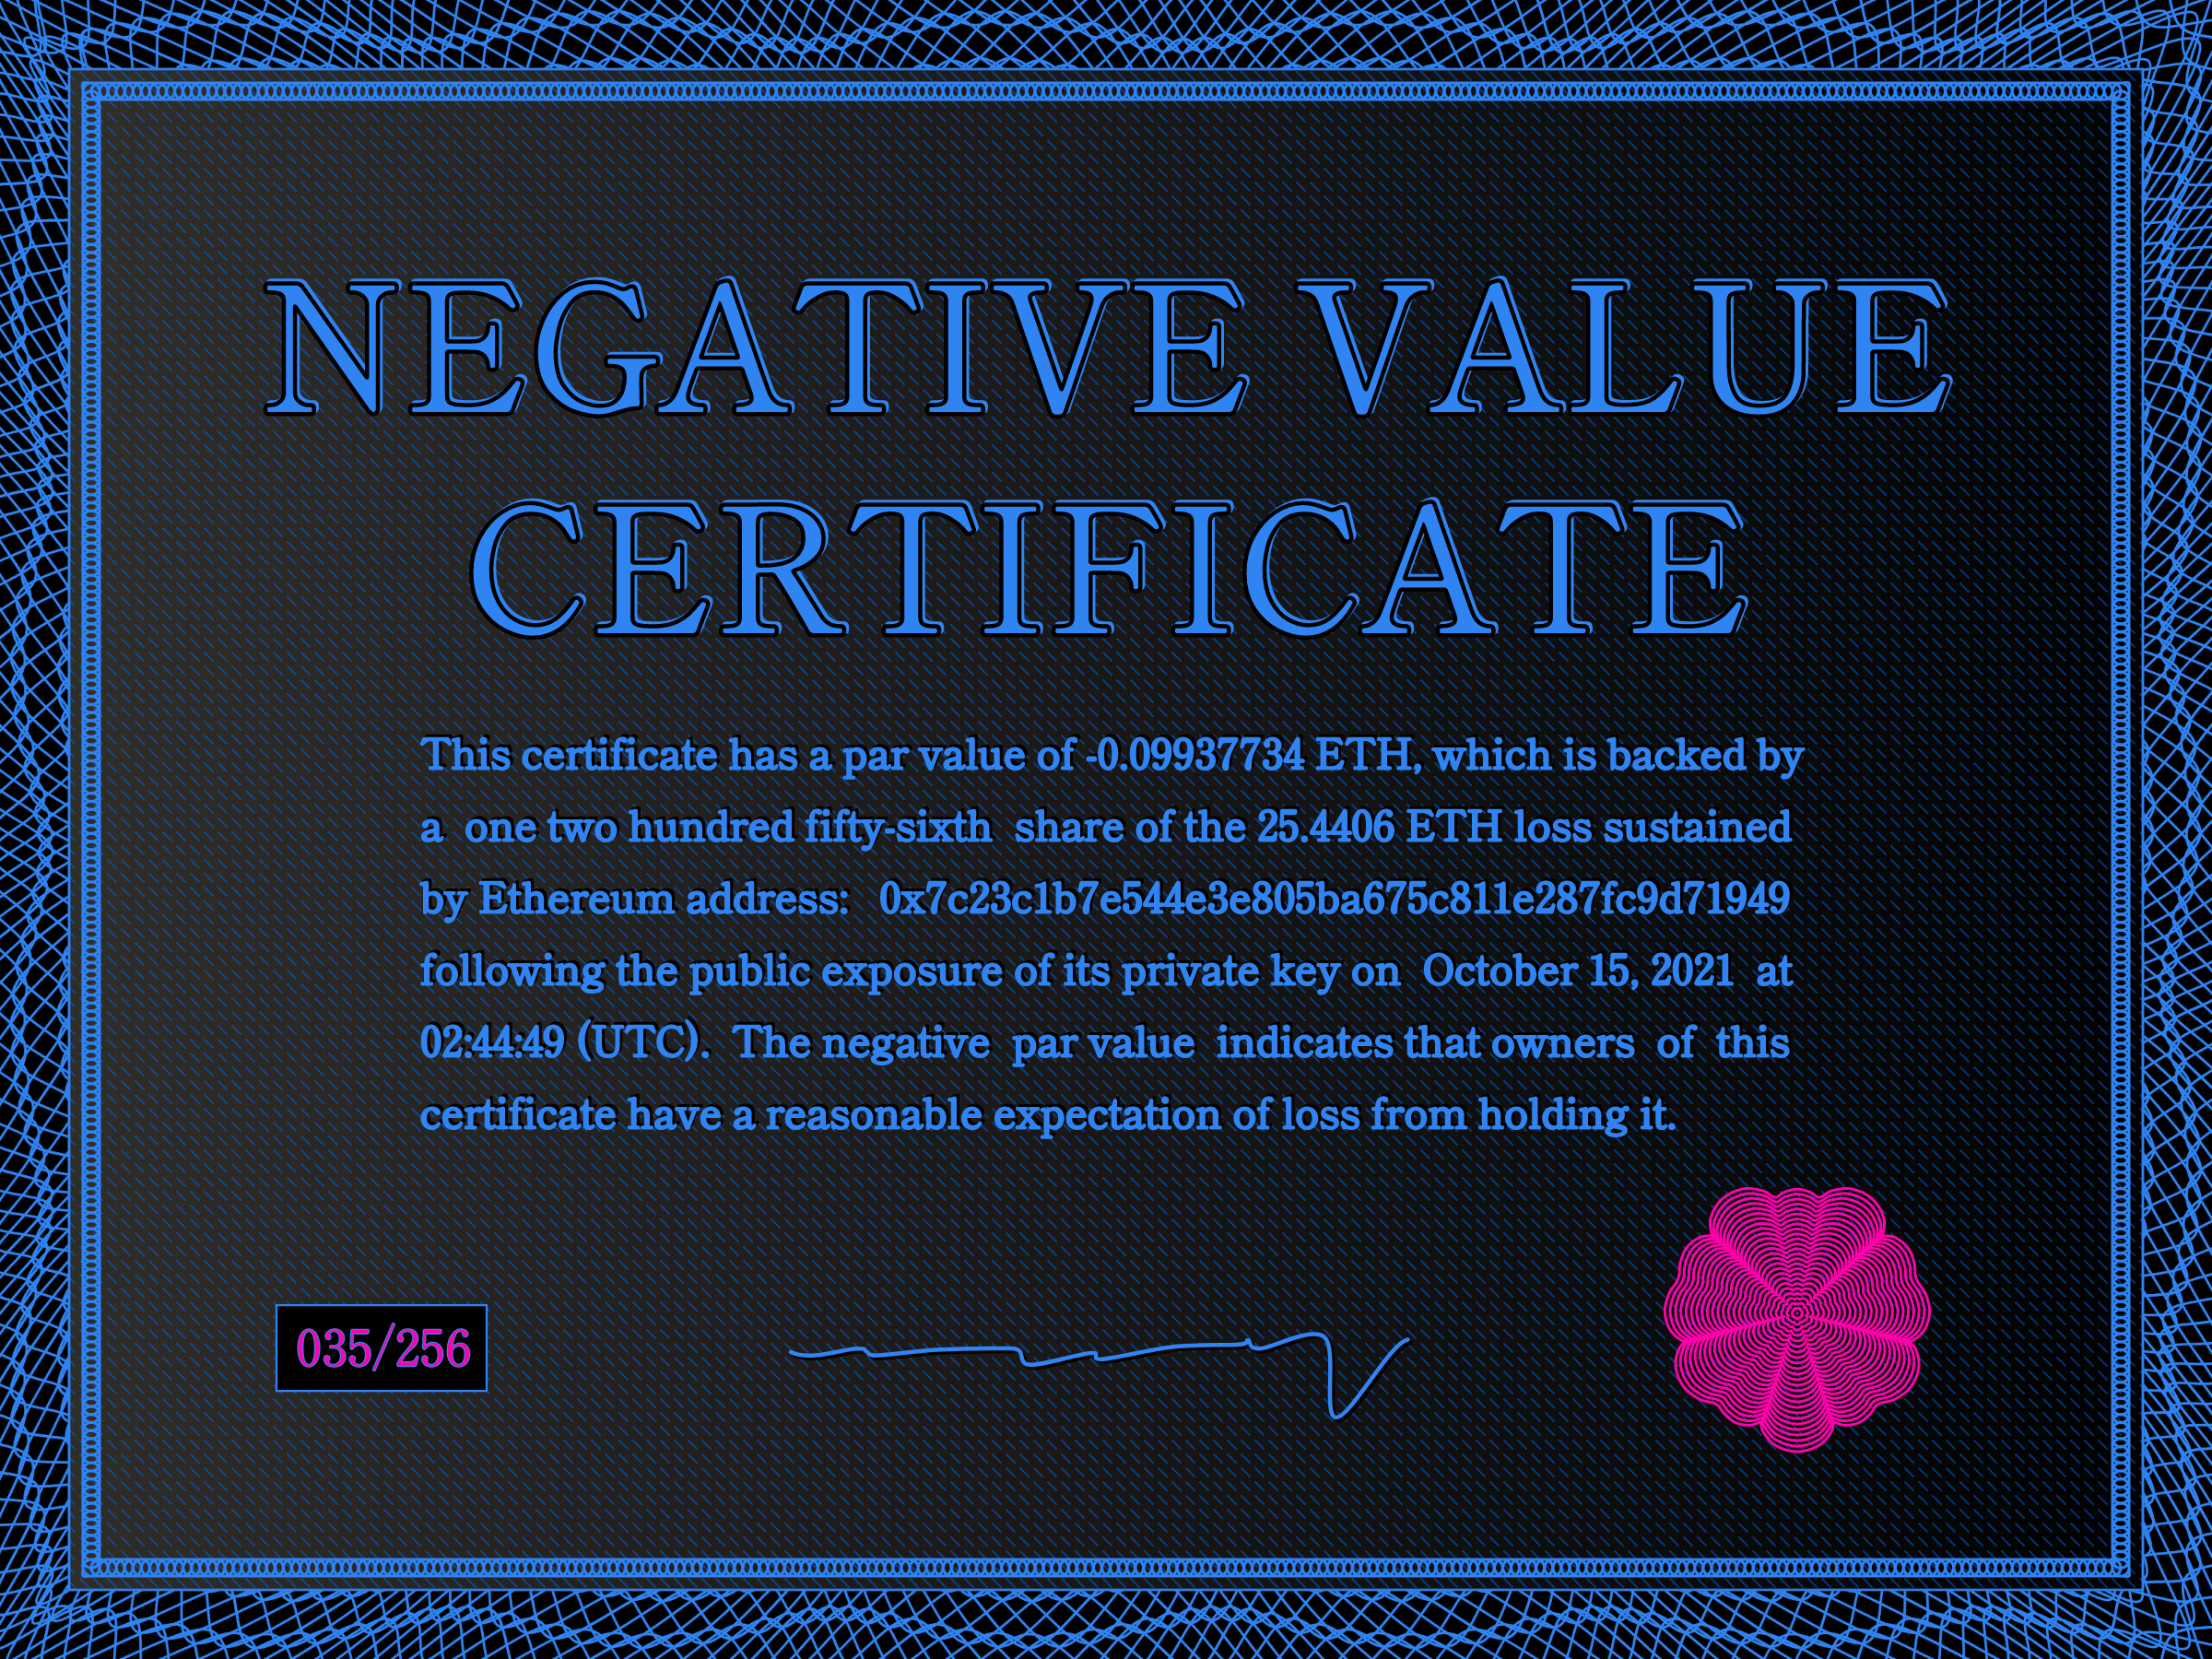 NEGATIVE VALUE
CERTIFICATE
This certificate has a par value of -0.09937734 ETH, which is backed by
a one two hundred fifty-sixth share of the 25.4406 ETH loss sustained
by Ethereum address: 0x7c23c1b7e544e3e805ba675c811e287fc9d71949
following the public exposure of its private key on October 15, 2021 at
02:44:49 (UTC). The negative par value indicates that owners of this
certificate have a reasonable expectation of loss from holding it.
035/256